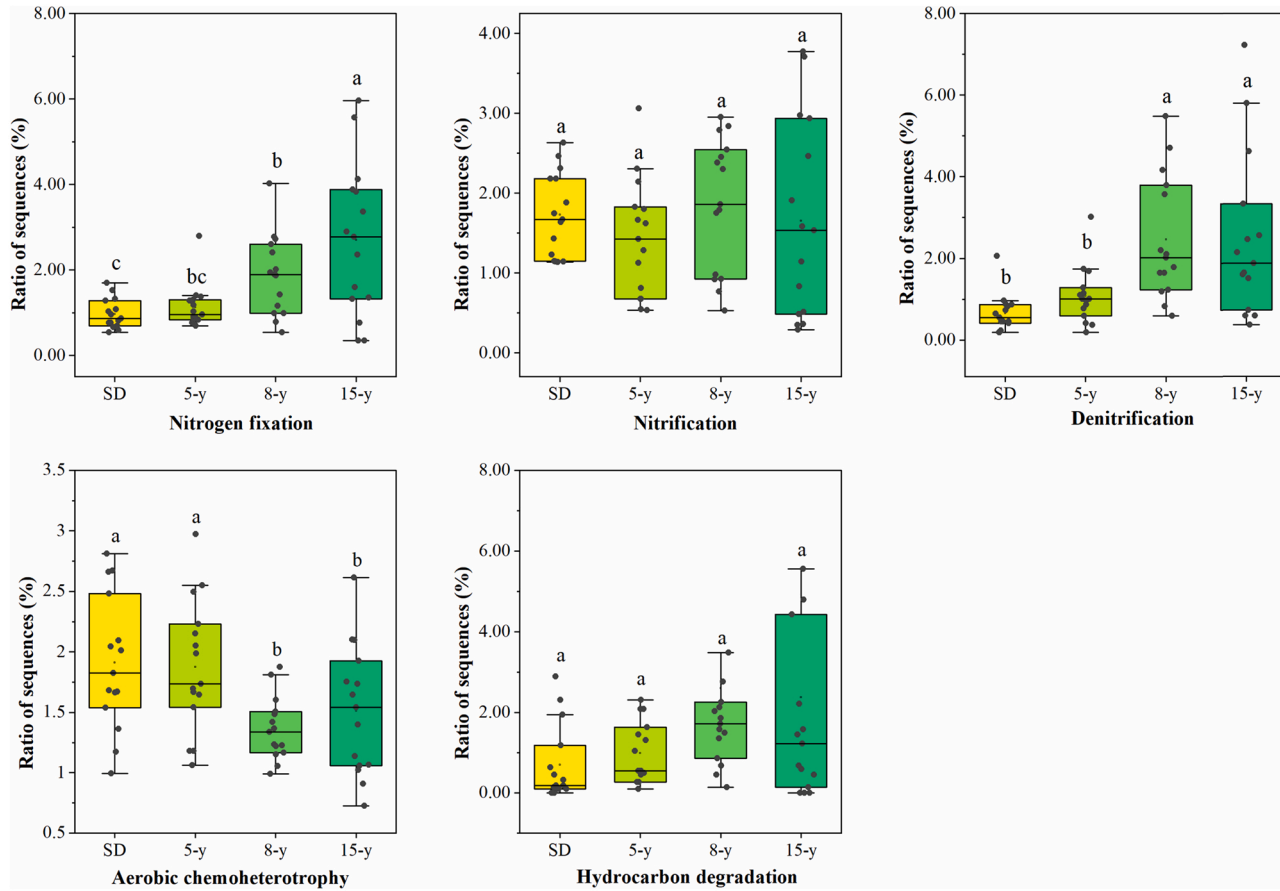 8.00
6.00
4.00
2.00
0.00
Ratio of sequences (%)
c
bc
b
a
SD 5-y 8-y 15-y
Nitrogen fixation
4.00
3.00
2.00
1.00
0.00
Ratio of sequences (%)
a
a
a
a
SD 5-y 8-y 15-y
Nitrification
8.00
6.00
4.00
2.00
0.00
Ratio of sequences (%)
b
b
a
a
SD 5-y 8-y 15-y
Denitrification
3.5
3
2.5
2
1.5
1
0.5
Ratio of sequences (%)
a
a
b
b
SD 5-y 8-y 15-y
Aerobic chemoheterotrophy
8.00
6.00
4.00
2.00
0.00
Ratio of sequences (%)
a
a
a
a
SD 5-y 8-y 15-y
Hydrocarbon degradation